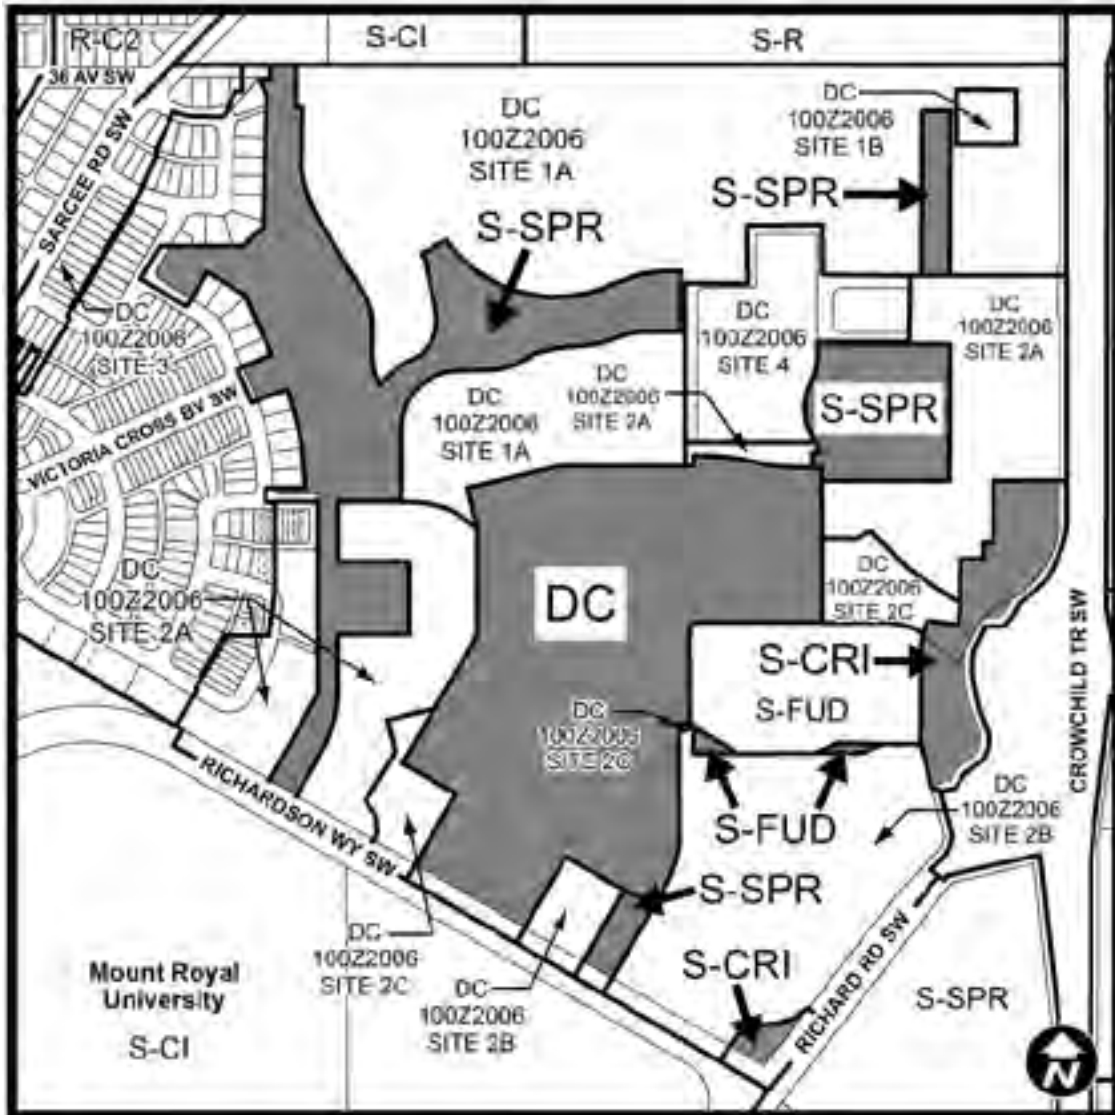 R-C2
S-CI
S-R
36 AV SW
SARCEE RD SW
DC
100Z2006
SITE 1A
DC
100Z2006
SITE 1B
S-SPR
S-SPR
DC
100Z2006
SITE 3
DC
100Z2006
SITE 4
DC
100Z2006
SITE 2A
VICTORIA CROSS BV SW
DC
100Z2006
SITE 1A
DC
100Z2006
SITE 2A
S-SPR
DC
100Z2006
SITE 2A
DC
DC
100Z2006
SITE 2C
S-CRI
S-FUD
CROWCHILD TR SW
DC
100Z2006
SITE 2C
RICHARDSON WY SW
S-FUD
DC
100Z2006
SITE 2B
S-SPR
DC
100Z2006
SITE 2C
DC
100Z2006
SITE 2B
S-CRI
RICHARD RD SW
S-SPR
Mount Royal
University
S-CI
N